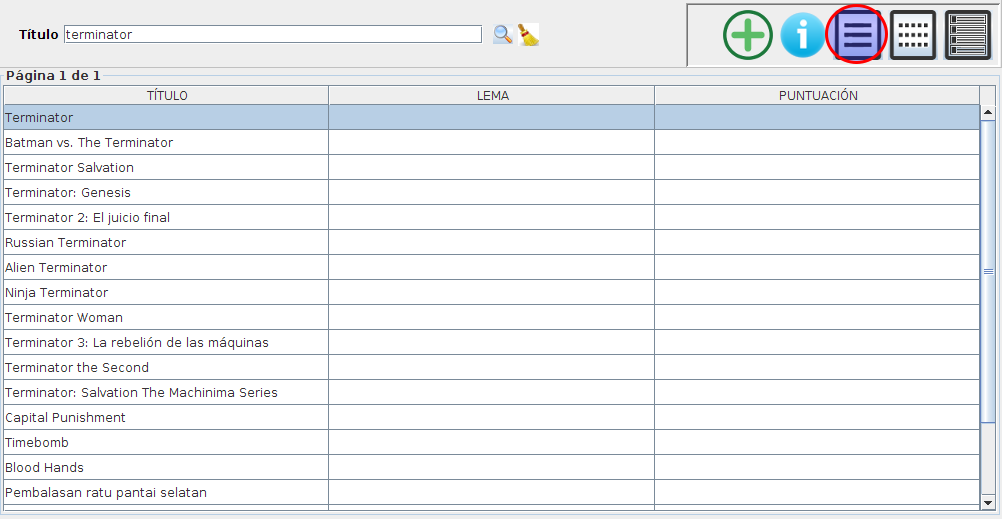 Título terminator
Página 1 de 1
TÍTULO LEMA PUNTUACIÓN
Terminator
Batman vs. The Terminator
Terminator Salvation
Terminator: Genesis
Terminator 2: El juicio final
Russian Terminator
Alien Terminator
Ninja Terminator
Terminator Woman
Terminator 3: La rebelión de las máquinas
Terminator the Second
Terminator: Salvation The Machinima Series
Capital Punishment
Timebomb
Blood Hands
Pembalasan ratu pantai selatan